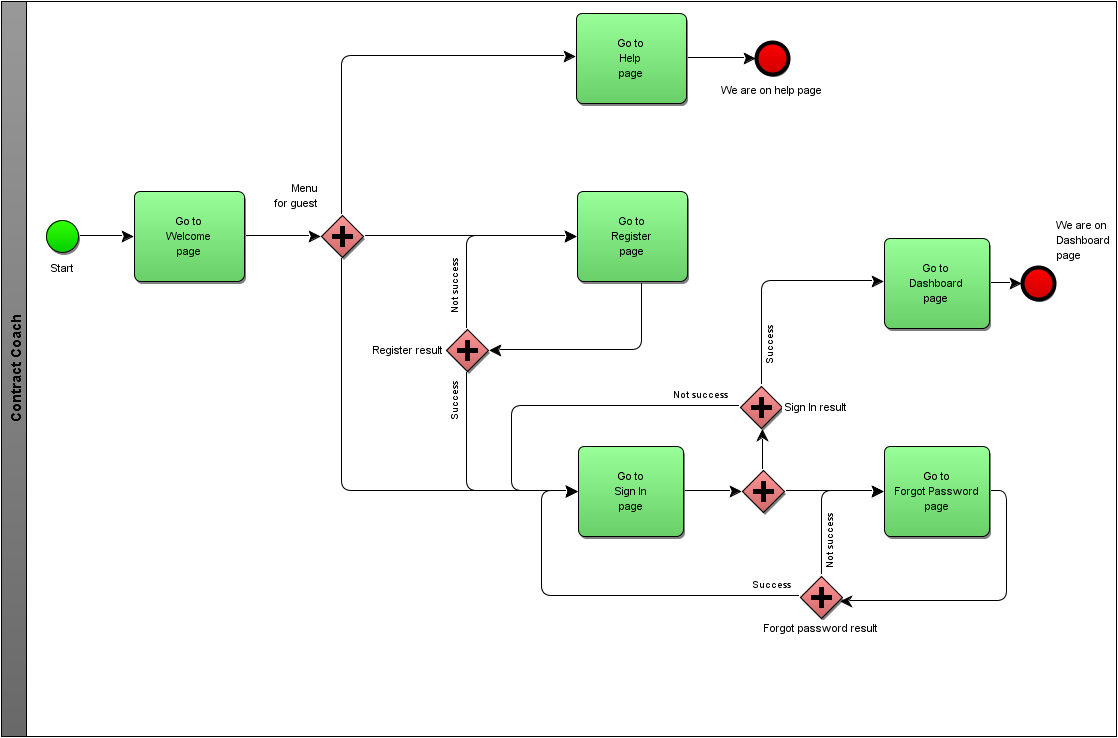 Contract Coach
Go to
Help
page
We are on help page
Menu
for guest
Go to
Welcome
page
Start
Go to
Register
page
We are on
Dashboard
page
Not success
Go to
Dashboard
page
Register result
Success
Success
Not success
Sign In result
Go to
Sign In
page
Go to
Forgot Password
page
Not success
Success
Forgot password result